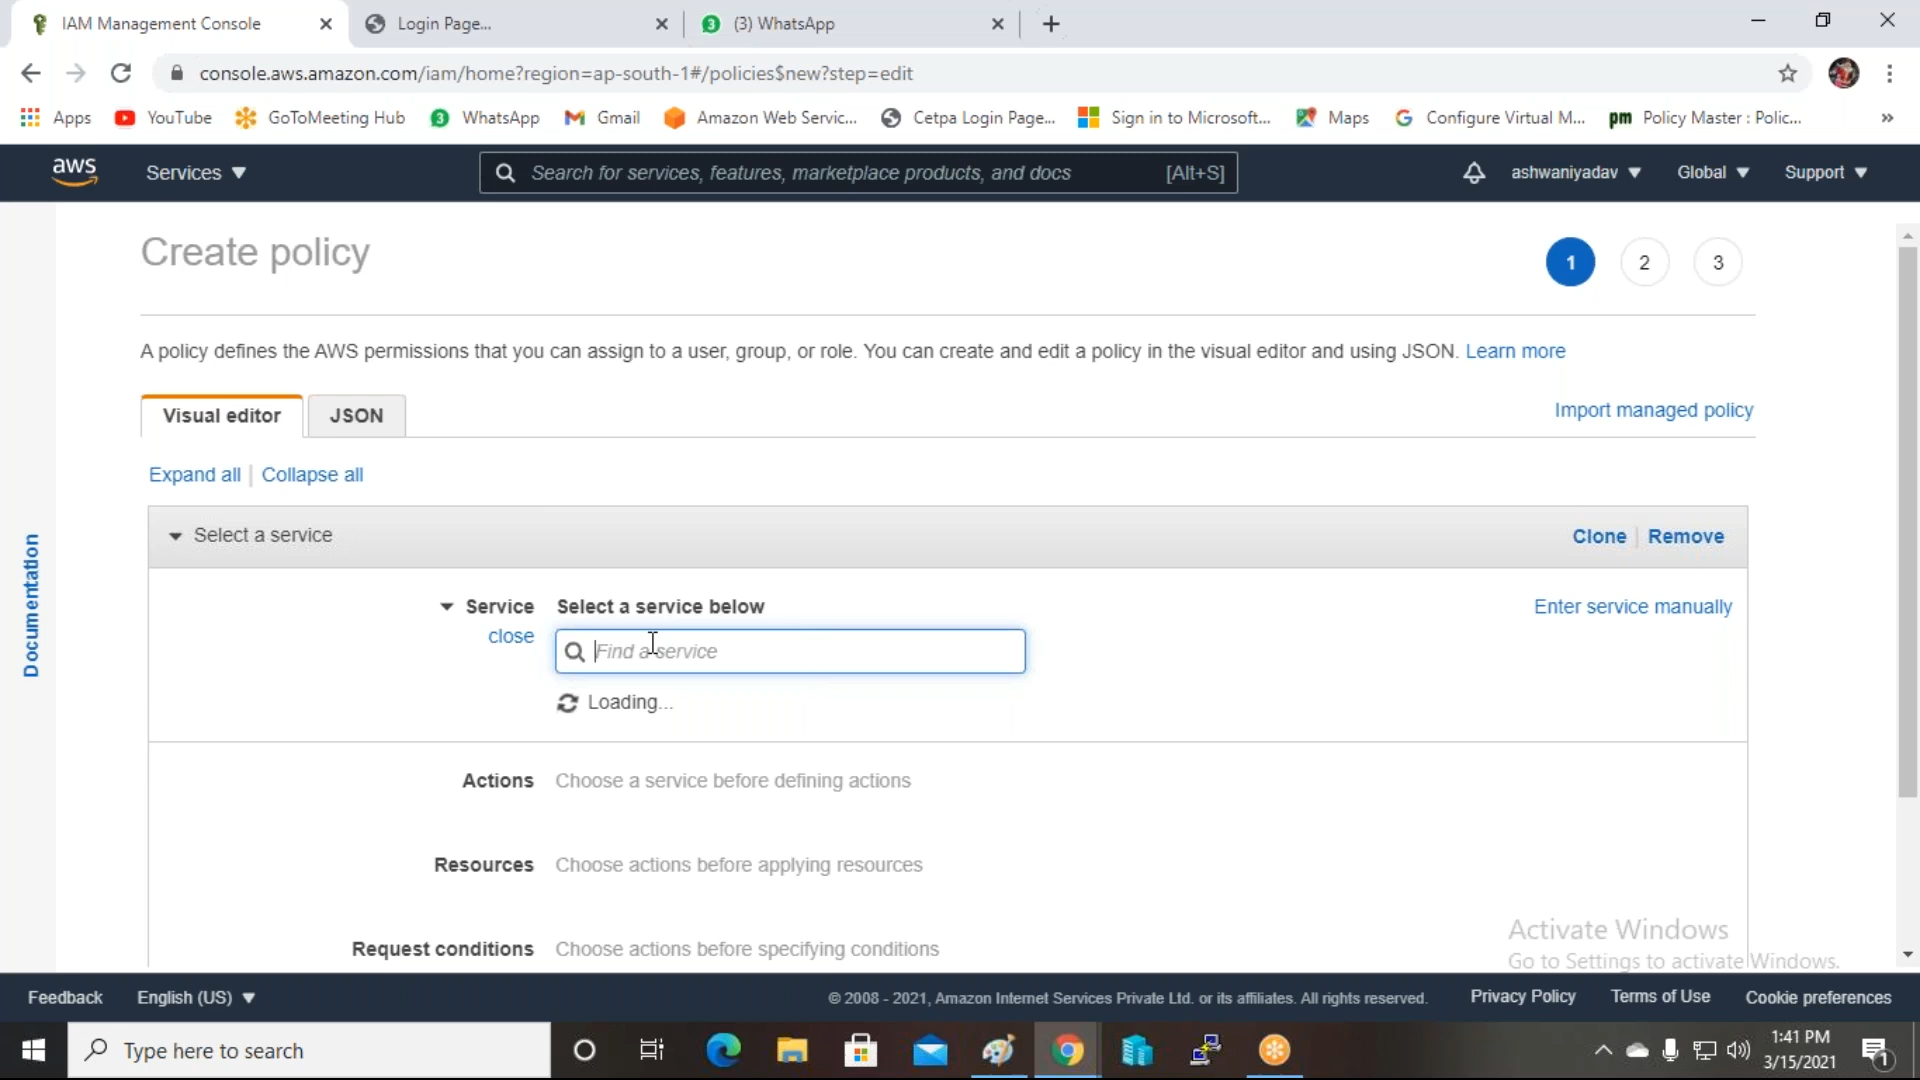 IAM Management Console
Login Page...
3
(3) WhatsApp
console.aws.amazon.com/iam/home?region=ap-south-1#/policies$new?step=edit
Apps
YouTube
GoToMeeting Hub
3
WhatsApp
Gmail
Amazon Web Servic...
Cetpa Login Page...
Sign in to Microsoft...
Maps
Configure Virtual M...
pm
Policy Master : Polic...
»
aws
Services
Search for services, features, marketplace products, and docs
[Alt+S]
ashwaniyadav
Global
Support
Create policy
1
2
3
A policy defines the AWS permissions that you can assign to a user, group, or role. You can create and edit a policy in the visual editor and using JSON. Learn more
Visual editor
JSON
Import managed policy
Expand all
Collapse all
Documentation
Select a service
Clone
Remove
Service
Select a service below
Enter service manually
close
Find a service
Loading...
Actions
Choose a service before defining actions
Resources
Choose actions before applying resources
Request conditions
Choose actions before specifying conditions
Activate Windows
Go to Settings to activate Windows.
Feedback
English (US)
© 2008 - 2021, Amazon Internet Services Private Ltd. or its affiliates. All rights reserved.
Privacy Policy
Terms of Use
Cookie preferences
Type here to search
1:41 PM
3/15/2021
1